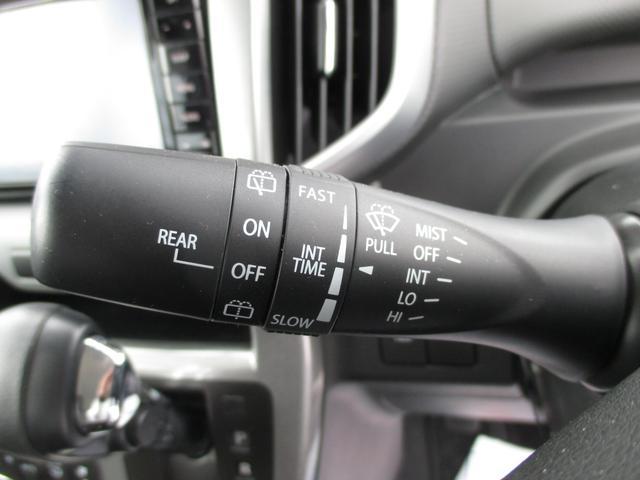 REAR
ON
OFF
FAST
INT
TIME
SLOW
PULL
MIST
OFF
INT
LO
HI